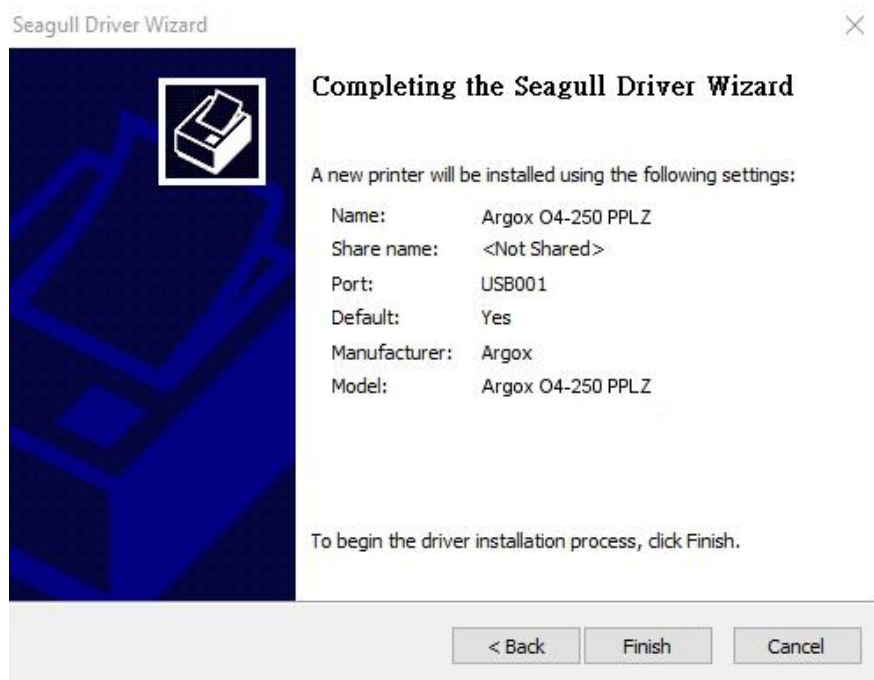 Seagull Driver Wizard
Completing the Seagull Driver Wizard
A new printer will be installed using the following settings:
Name: Argox O4-250 PPLZ
Share name: <Not Shared>
Port: USB001
Default: Yes
Manufacturer: Argox
Model: Argox O4-250 PPLZ
To begin the driver installation process, click Finish.
< Back Finish Cancel